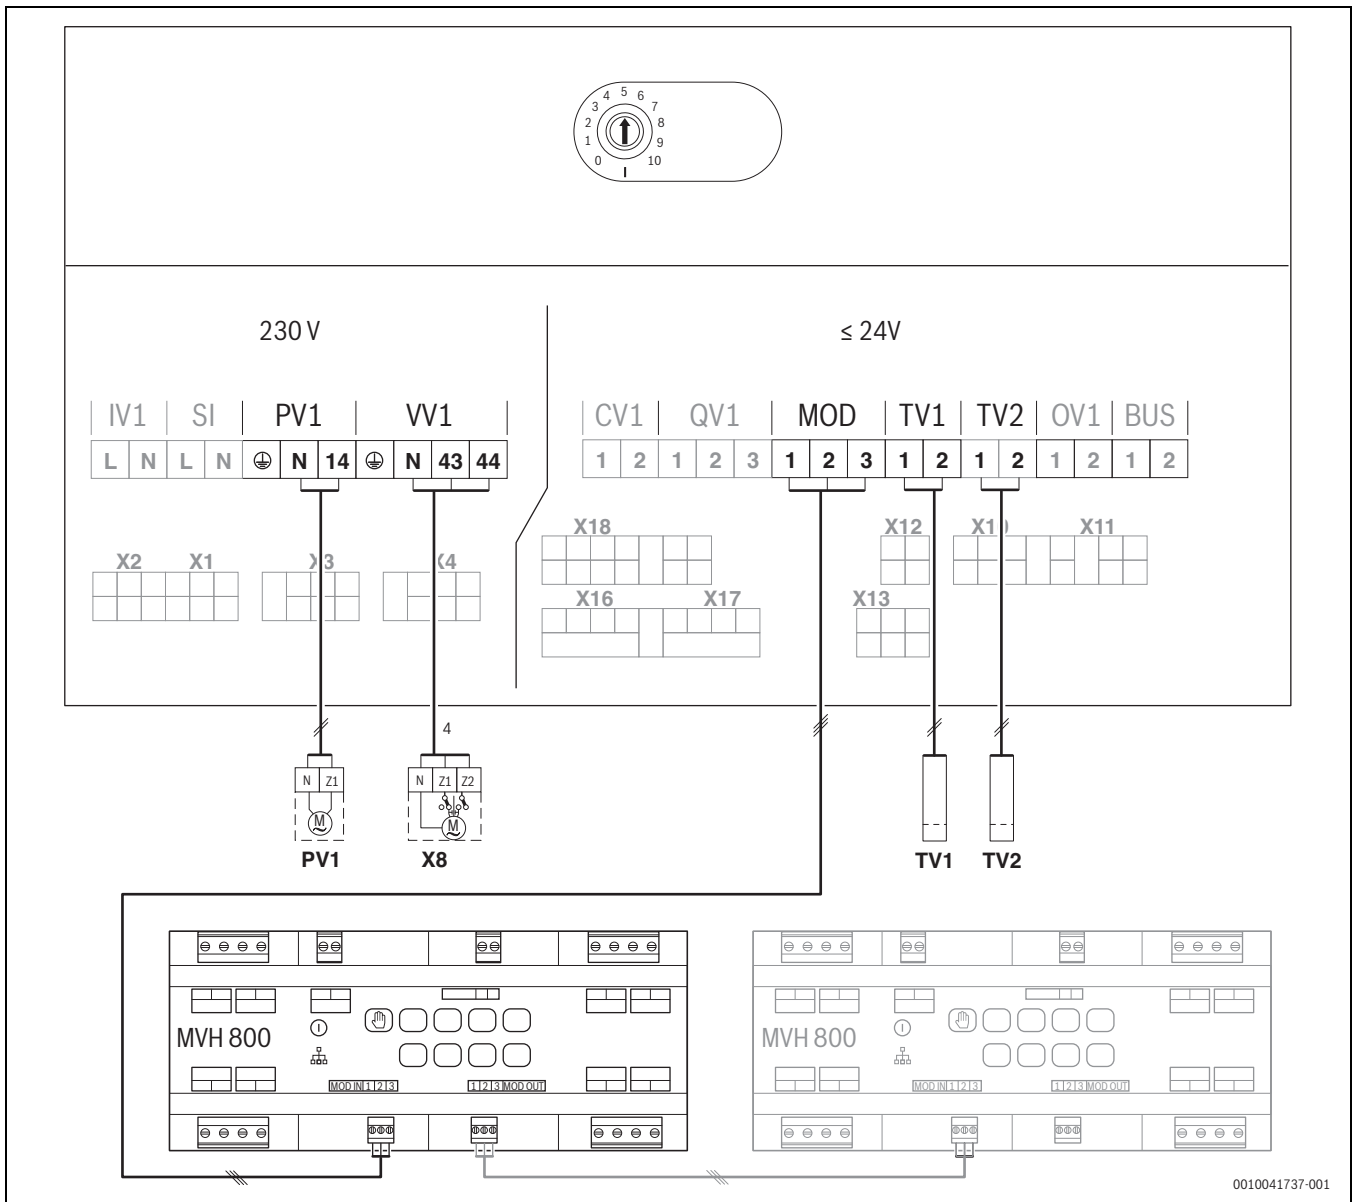 4 5 6
3 7
2 8
1 9
0 10
I
230 V ≤ 24V
IV1 SI PV1 VV1 CV1 QV1 MOD TV1 TV2 OV1 BUS
L N L N N 14 N 43 44 1 2 1 2 3 1 2 3 1 2 1 2 1 2 1 2
X18 X12 X10 X11
X2 X1 X3 X4
X16 X17 X13
4
N Z1 N Z1 Z2
M M
PV1 X8 TV1 TV2
MVH 800 MVH 800
MOD IN 1 2 3 1 2 3 MOD OUT MOD IN 1 2 3 1 2 3 MOD OUT
0010041737-001